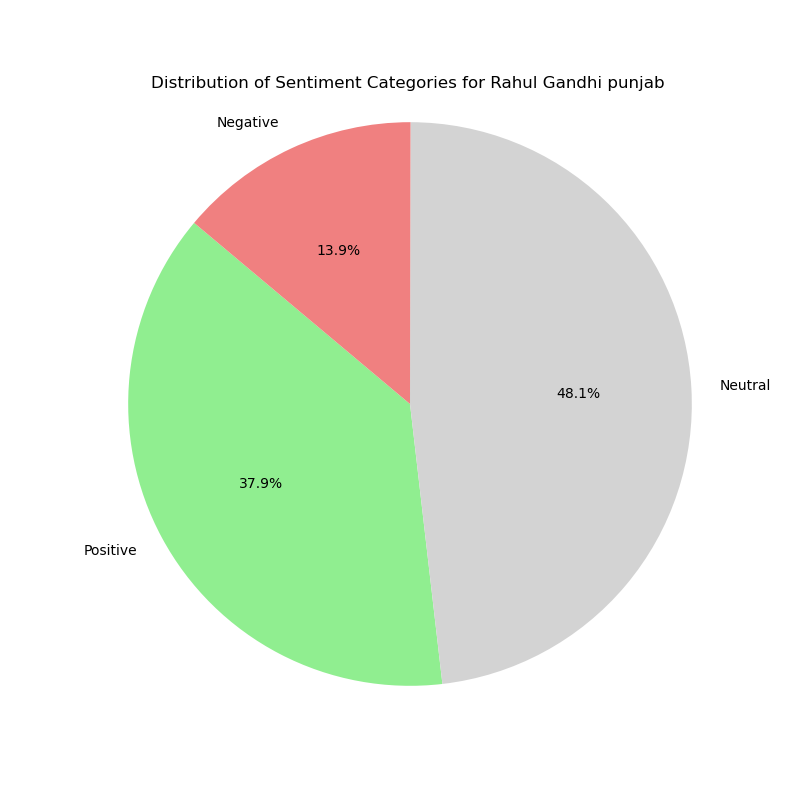 Distribution of Sentiment Categories for Rahul Gandhi punjab
Negative
13.9%
48.1%
Neutral
37.9%
Positive